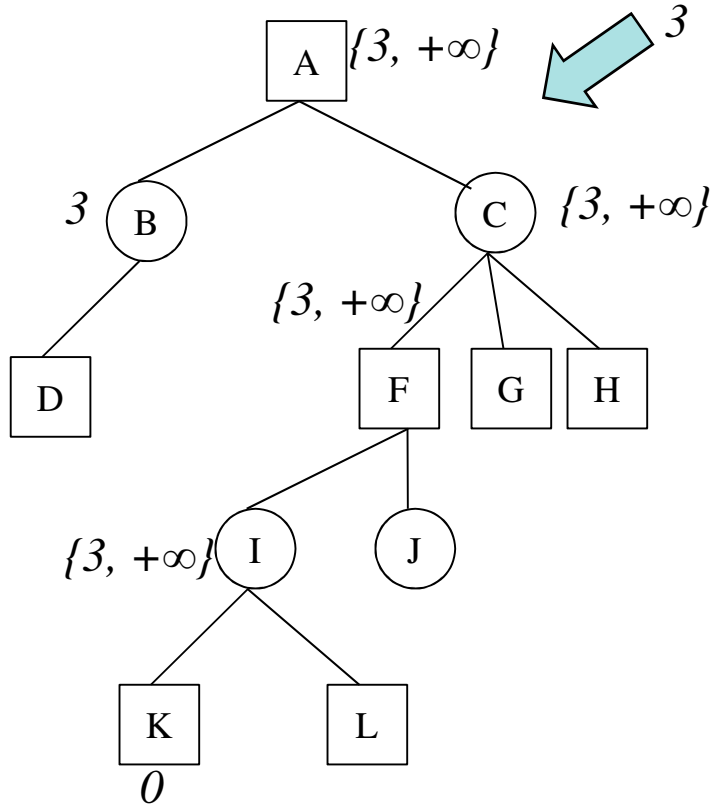 3
A {3, +∞}
3 B C {3, +∞}
{3, +∞}
D F G H
{3, +∞} I J
K L
0